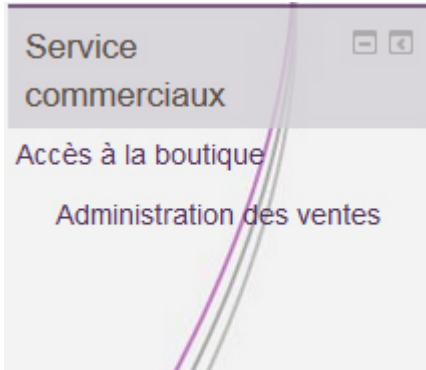 Service
commerciaux
Accès à la boutique
Administration des ventes